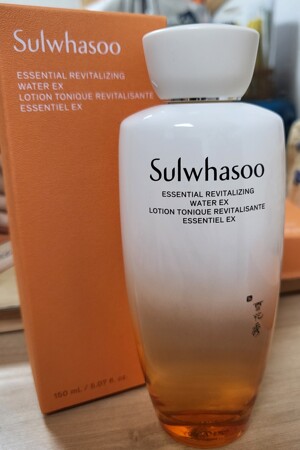 Sulwhasoo
ESSENTIAL REVITALIZING
WATER EX
LOTION TONIQUE REVITALISANTE
ESSENTIEL EX
150 mL / 5.07 fl. oz.
Sulwhasoo
ESSENTIAL REVITALIZING
WATER EX
LOTION TONIQUE REVITALISANTE
ESSENTIEL EX